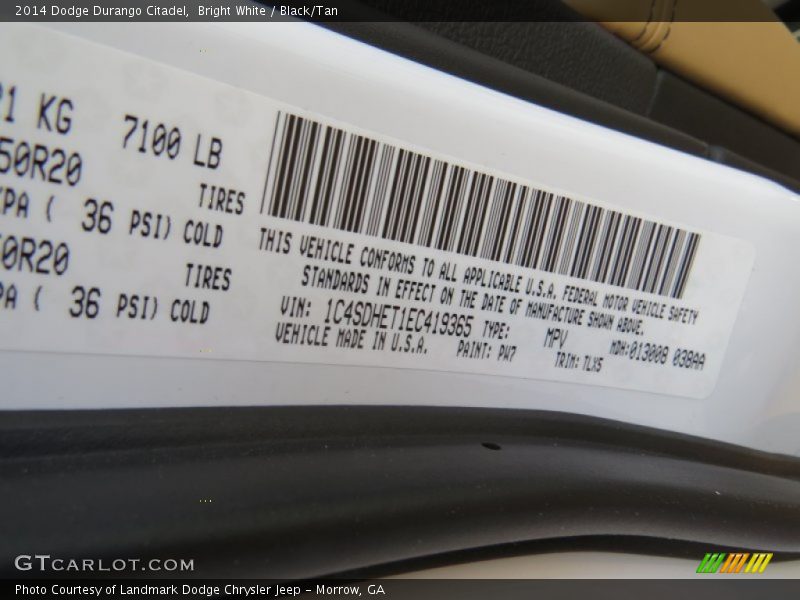 2014 Dodge Durango Citadel, Bright White / Black/Tan
1 KG 7100 LB
50R20 TIRES
PA ( 36 PSI) COLD
0R20 TIRES
PA ( 36 PSI) COLD
THIS VEHICLE CONFORMS TO ALL APPLICABLE U.S.A. FEDERAL MOTOR VEHICLE SAFETY
STANDARDS IN EFFECT ON THE DATE OF MANUFACTURE SHOWN ABOVE.
VIN: 1C4SDHET1EC419365 TYPE: MPV MDH:013008 038AA
VEHICLE MADE IN U.S.A. PAINT: PW7 TRIM: TLX5
GTCARLOT.COM
Photo Courtesy of Landmark Dodge Chrysler Jeep - Morrow, GA